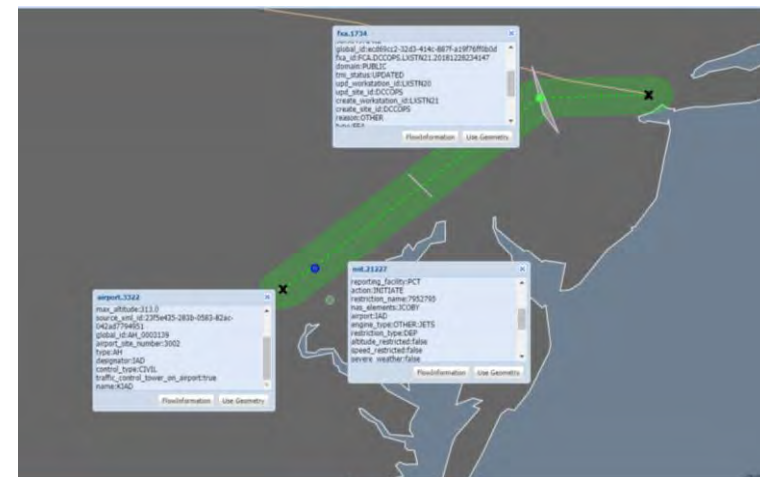 fxa.1734
global_id:ecd69cc2-32d3-414c-887f-a19f76ff0b0d
fxa_id:FCA.DCCOPS.LXSTN21.20181228234147
domain:PUBLIC
tmi_status:UPDATED
upd_workstation_id:LXSTN20
upd_site_id:DCCOPS
create_workstation_id:LXSTN21
create_site_id:DCCOPS
reason:OTHER
FlowInformation
Use Geometry
airport.3322
max_altitude:313.0
source_xml_id:23f5e435-283b-0583-82ac-
042ad7794951
global_id:AH_0003139
airport_site_number:3002
type:AH
designator:IAD
control_type:CIVIL
traffic_control_tower_on_airport:true
name:KIAD
FlowInformation
Use Geometry
mit.21227
reporting_facility:PCT
action:INITIATE
restriction_name:7952795
nas_elements:JCOBY
airport:IAD
engine_type:OTHER:JETS
restriction_type:DEP
altitude_restricted:false
speed_restricted:false
severe_weather:false
FlowInformation
Use Geometry